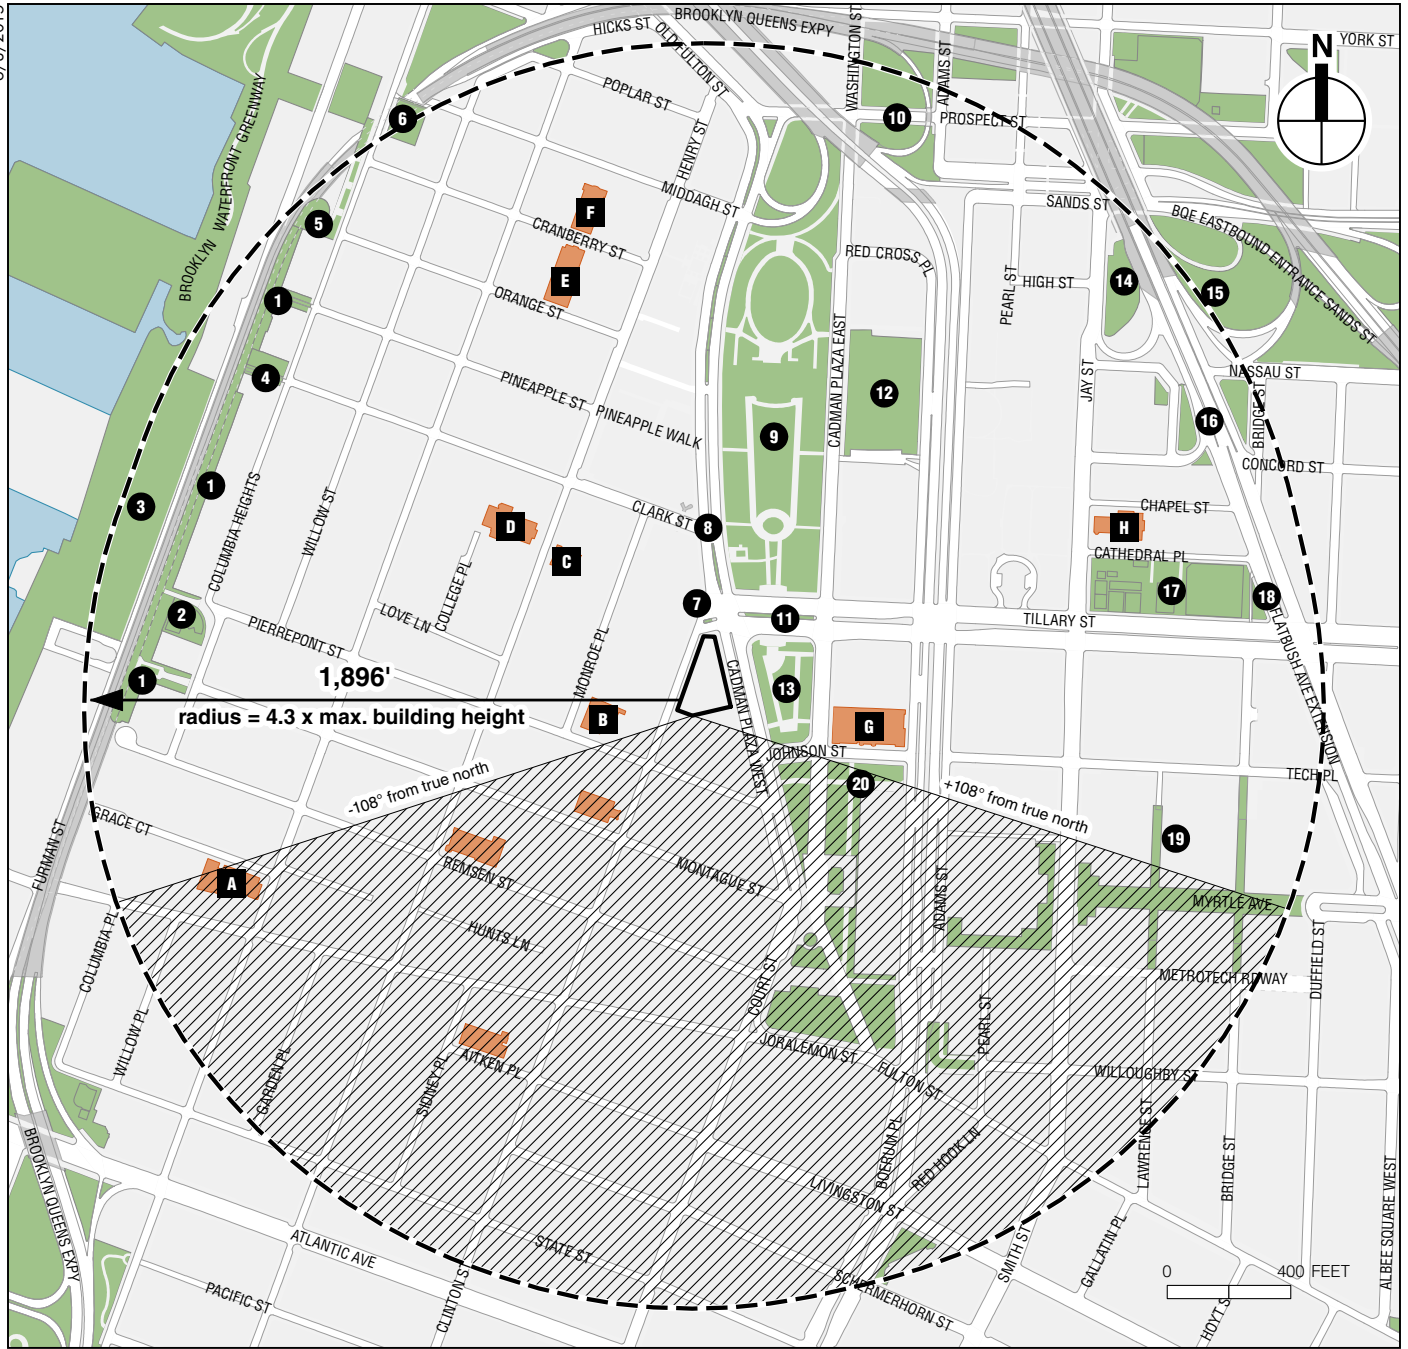 HICKS ST
BROOKLYN QUEENS EXPY
OLD FULTON ST
WASHINGTON ST
ADAMS ST
YORK ST
N
POPLAR ST
HENRY ST
MIDDAGH ST
6
10
PROSPECT ST
BROOKLYN WATERFRONT GREENWAY
5
F
CRANBERRY ST
E
ORANGE ST
RED CROSS PL
SANDS ST
BQE EASTBOUND ENTRANCE SANDS ST
PEARL ST
HIGH ST
14
15
1
4
PINEAPPLE ST
PINEAPPLE WALK
CADMAN PLAZA EAST
12
JAY ST
NASSAU ST
9
16
BRIDGE ST
CONCORD ST
3
1
COLUMBIA HEIGHTS
WILLOW ST
D
C
CLARK ST
8
CHAPEL ST
H
CATHEDRAL PL
17
18
2
PIERREPONT ST
LOVE LN
COLLEGE PL
MONROE PL
7
11
TILLARY ST
FLATBUSH AVE EXTENSION
1
1,896'
radius = 4.3 x max. building height
B
CADMAN PLAZA WEST
13
G
JOHNSON ST
20
TECH PL
-108° from true north
+108° from true north
FURMAN ST
GRACE CT
A
REMSEN ST
MONTAGUE ST
ADAMS ST
19
MYRTLE AVE
COLUMBIA PL
HUNTS LN
COURT ST
METROTECH RDWAY
DUFFIELD ST
WILLOW PL
GARDEN PL
SIDNEY PL
AITKEN PL
JORALEMON ST
FULTON ST
PEARL ST
WILLOUGHBY ST
BROOKLYN QUEENS EXPY
BOERUM PL
RED HOOK LN
LAWRENCE ST
BRIDGE ST
ALBEE SQUARE WEST
LIVINGSTON ST
ATLANTIC AVE
STATE ST
PACIFIC ST
CLINTON ST
SCHERMERHORN ST
SMITH ST
GALLATIN PL
HOYT S
0 400 FEET